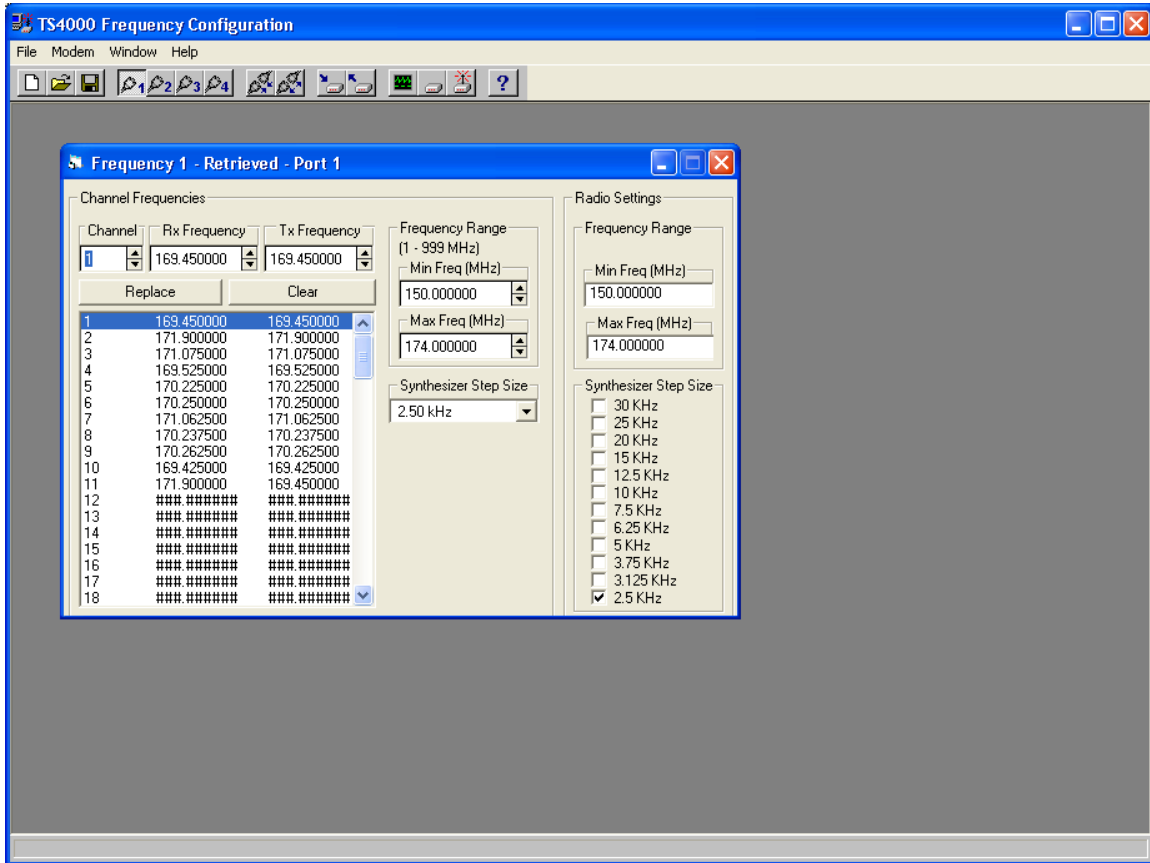 TS4000 Frequency Configuration
File Modem Window Help
1 2 3 4 ?
Frequency 1 - Retrieved - Port 1
Channel Frequencies
Channel Rx Frequency Tx Frequency
1 169.450000 169.450000
Replace Clear
1 169.450000 169.450000
2 171.900000 171.900000
3 171.075000 171.075000
4 169.525000 169.525000
5 170.225000 170.225000
6 170.250000 170.250000
7 171.062500 171.062500
8 170.237500 170.237500
9 170.262500 170.262500
10 169.425000 169.425000
11 171.900000 169.450000
12 ###.###### ###.######
13 ###.###### ###.######
14 ###.###### ###.######
15 ###.###### ###.######
16 ###.###### ###.######
17 ###.###### ###.######
18 ###.###### ###.######
Frequency Range
(1 - 999 MHz)
Min Freq (MHz)
150.000000
Max Freq (MHz)
174.000000
Synthesizer Step Size
2.50 kHz
Radio Settings
Frequency Range
Min Freq (MHz)
150.000000
Max Freq (MHz)
174.000000
Synthesizer Step Size
30 KHz
25 KHz
20 KHz
15 KHz
12.5 KHz
10 KHz
7.5 KHz
6.25 KHz
5 KHz
3.75 KHz
3.125 KHz
2.5 KHz